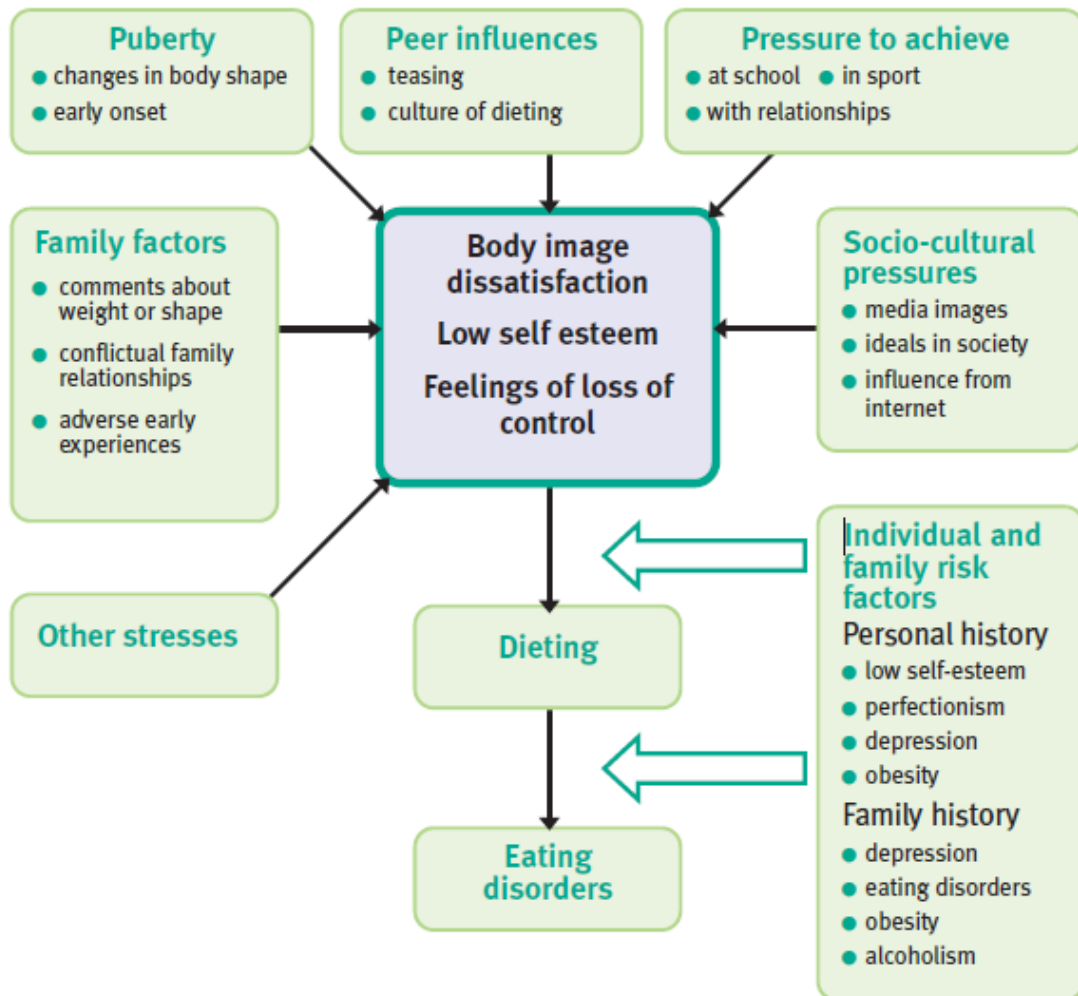 Puberty
changes in body shape
early onset
Peer influences
teasing
culture of dieting
Pressure to achieve
at school in sport
with relationships
Family factors
comments about
weight or shape
conflictual family
relationships
adverse early
experiences
Body image
dissatisfaction
Low self esteem
Feelings of loss of
control
Socio-cultural
pressures
media images
ideals in society
influence from
internet
Other stresses
Dieting
Eating
disorders
Individual and
family risk
factors
Personal history
low self-esteem
perfectionism
depression
obesity
Family history
depression
eating disorders
obesity
alcoholism